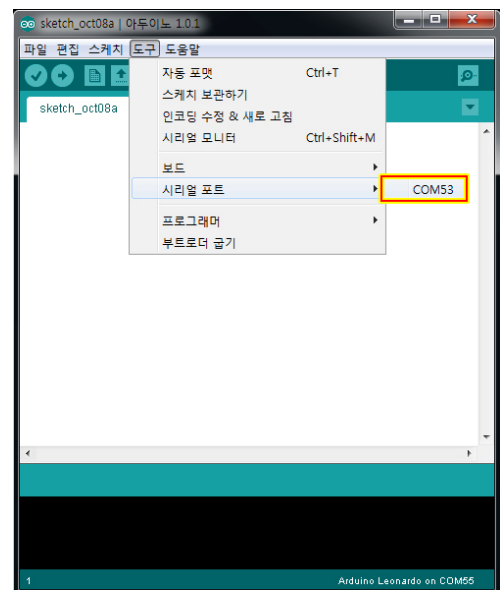 sketch_oct08a | 아두이노 1.0.1
파일 편집 스케치 도구 도움말
sketch_oct08a
자동 포맷 Ctrl+T
스케치 보관하기
인코딩 수정 & 새로 고침
시리얼 모니터 Ctrl+Shift+M
보드
시리얼 포트 COM53
프로그래머
부트로더 굽기
1 Arduino Leonardo on COM55